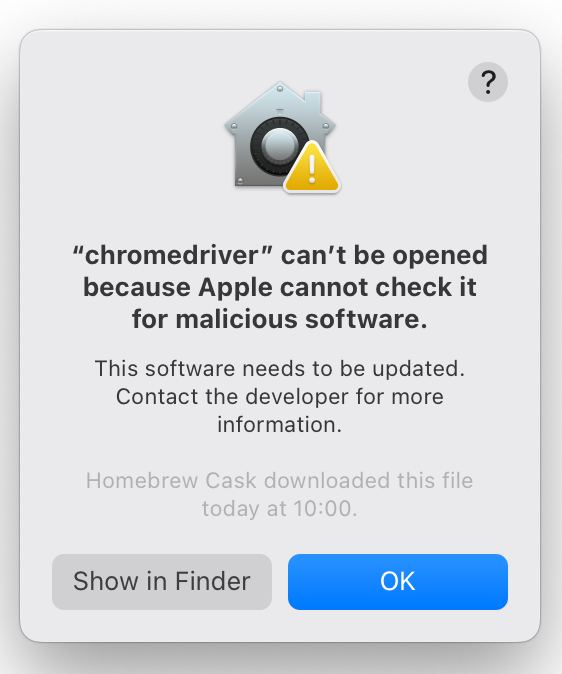 ?
“chromedriver” can’t be opened
because Apple cannot check it
for malicious software.
This software needs to be updated.
Contact the developer for more
information.
Homebrew Cask downloaded this file
today at 10:00.
Show in Finder
OK